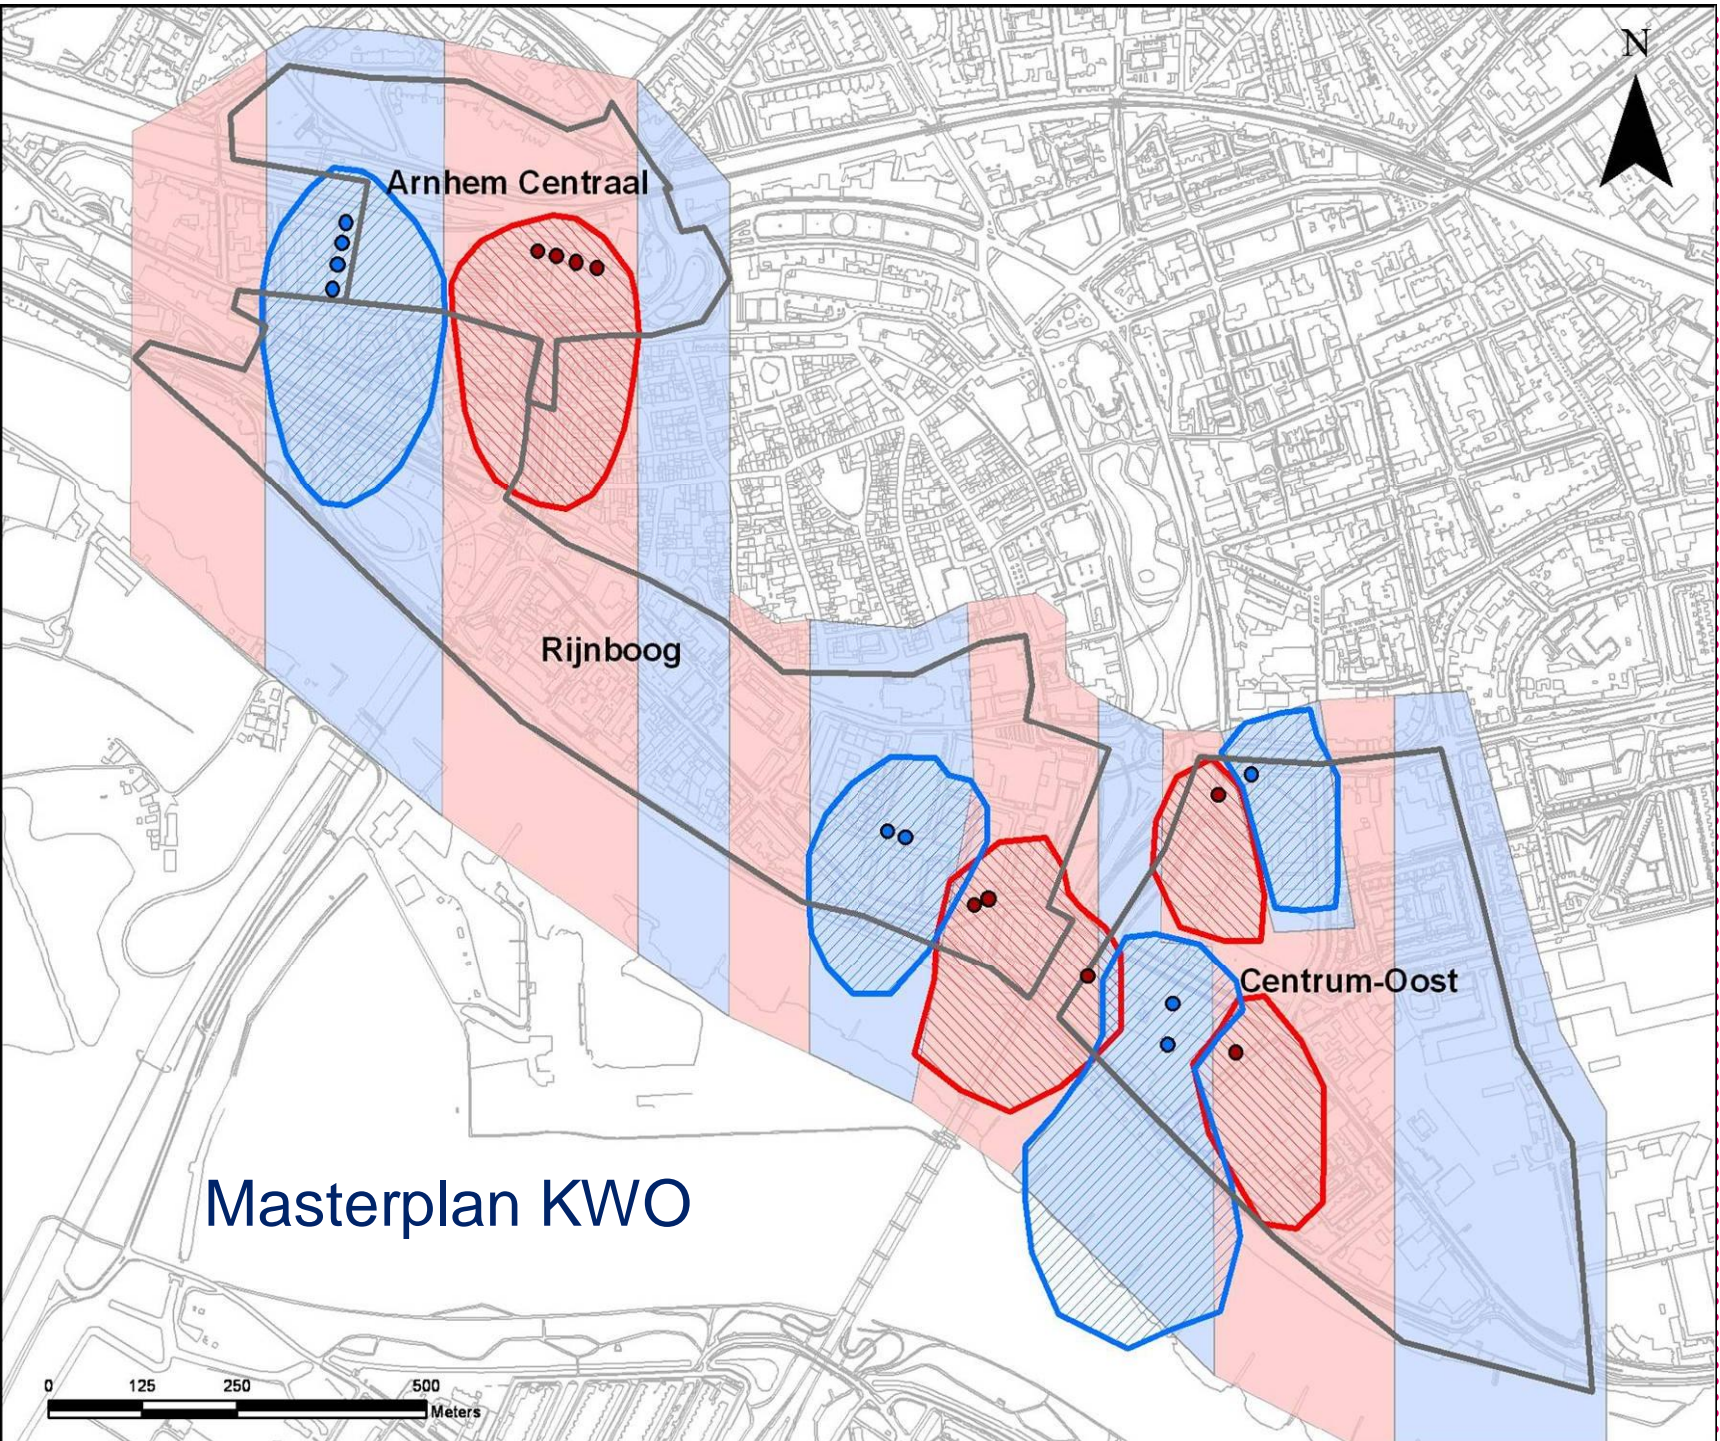 N
Arnhem Centraal
Rijnboog
Centrum-Oost
Masterplan KWO
0 125 250 500
Meters